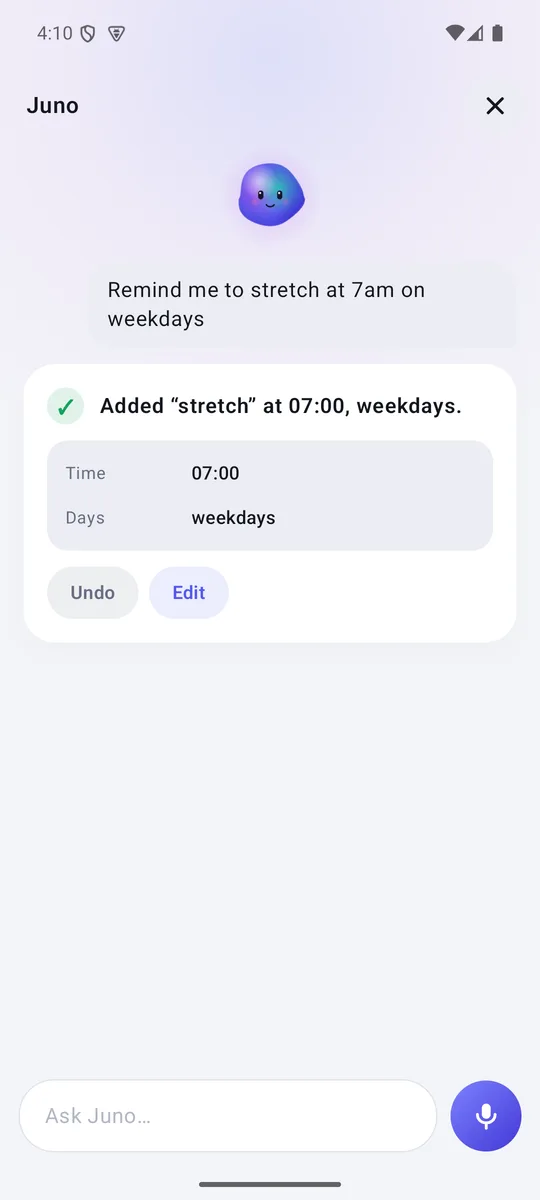 4:10
Juno
Remind me to stretch at 7am on
weekdays
✓ Added “stretch” at 07:00, weekdays.
Time 07:00
Days weekdays
Undo Edit
Ask Juno…